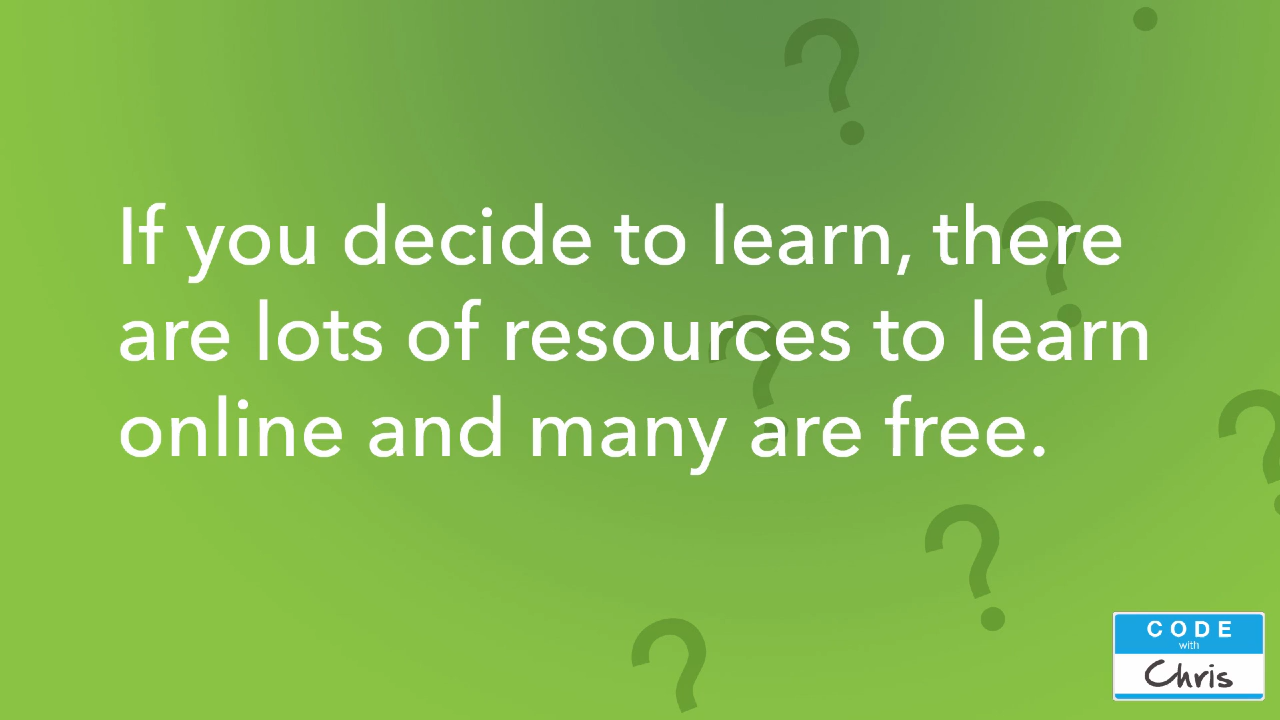 If you decide to learn, there
are lots of resources to learn
online and many are free.
CODE
with
Chris